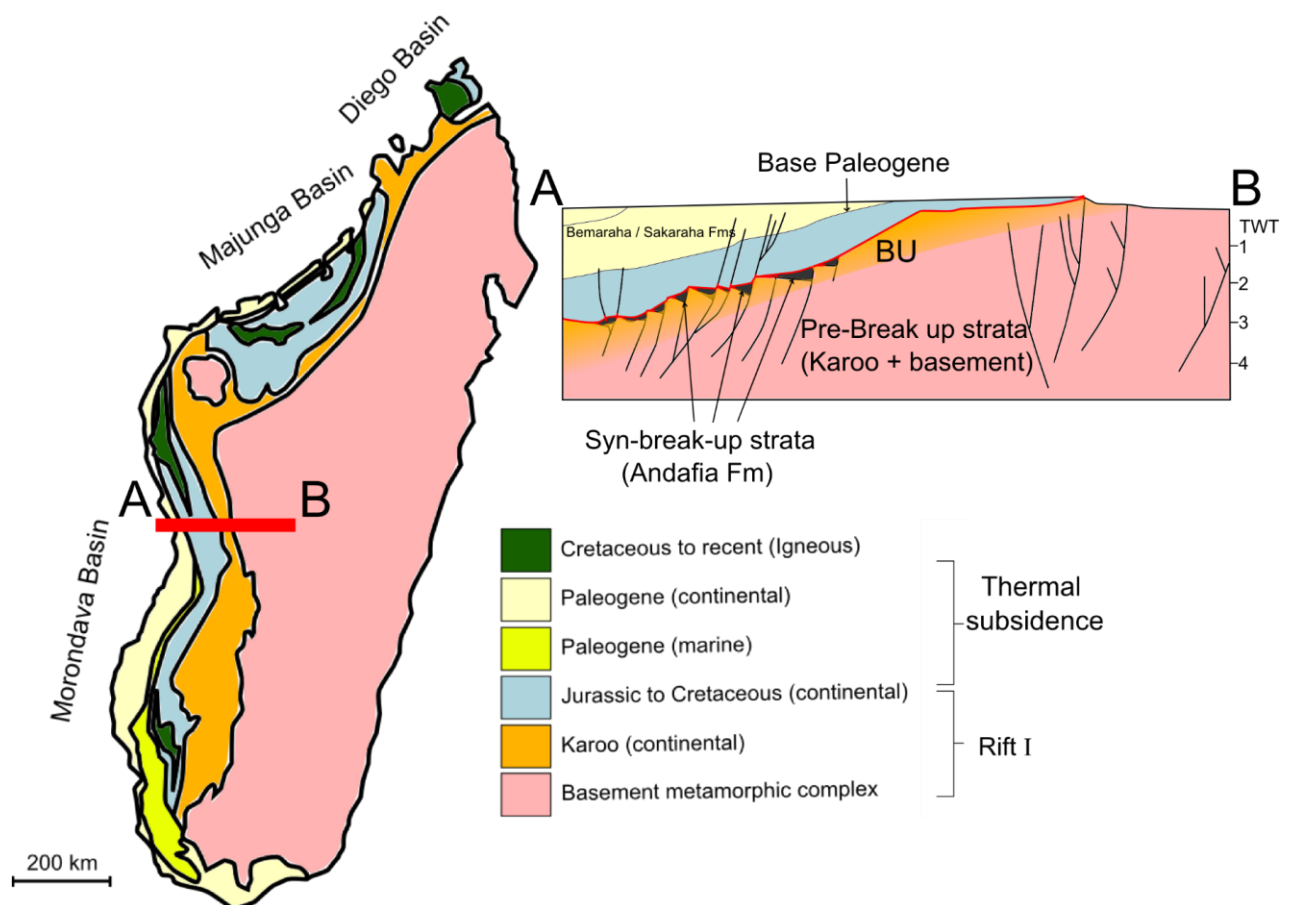 Diego Basin
Majunga Basin
Morondava Basin
A
B
200 km
A
Base Paleogene
B
TWT
Bemaraha / Sakaraha Fms
BU
1
2
3
4
Pre-Break up strata
(Karoo + basement)
Syn-break-up strata
(Andafia Fm)
Cretaceous to recent (Igneous)
Paleogene (continental)
Paleogene (marine)
Jurassic to Cretaceous (continental)
Karoo (continental)
Basement metamorphic complex
Thermal
subsidence
Rift I